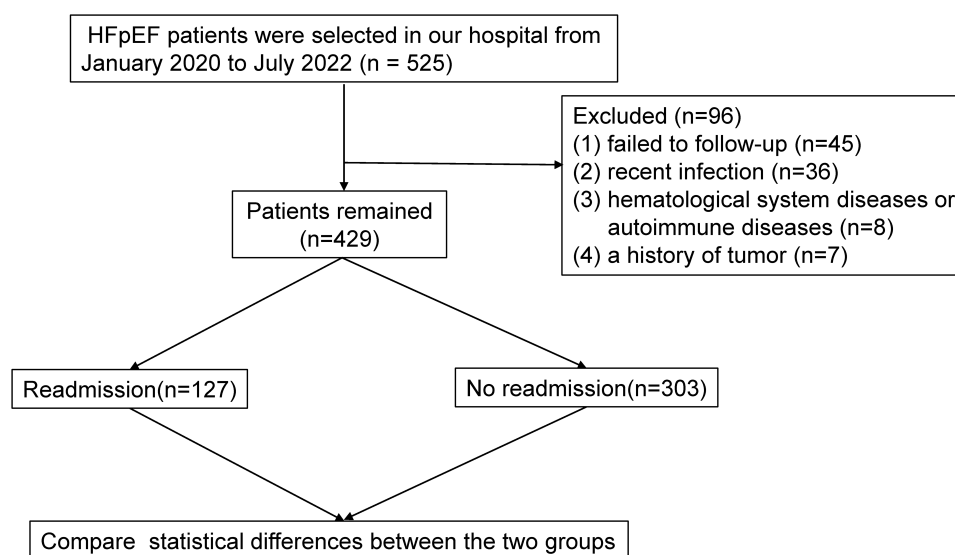 HFpEF patients were selected in our hospital from
January 2020 to July 2022 (n = 525)
Excluded (n=96)
(1) failed to follow-up (n=45)
(2) recent infection (n=36)
(3) hematological system diseases or
autoimmune diseases (n=8)
(4) a history of tumor (n=7)
Patients remained
(n=429)
Readmission(n=127)
No readmission(n=303)
Compare  statistical differences between the two groups